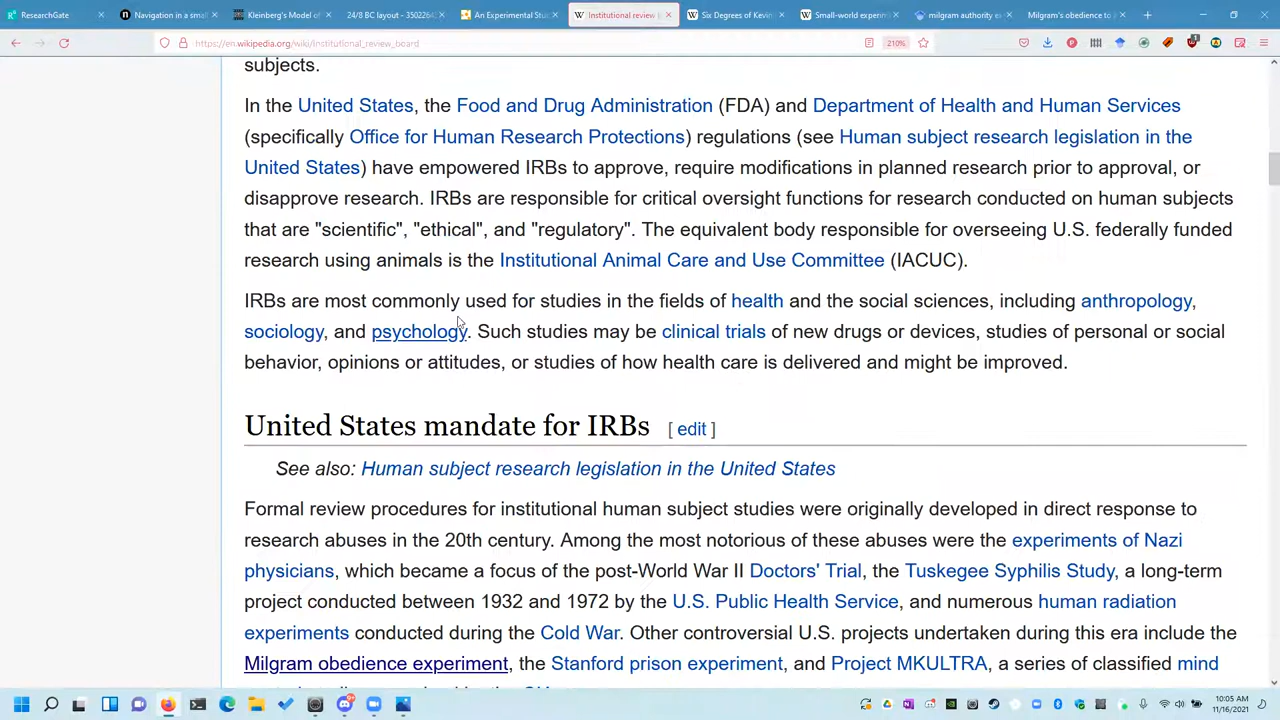 ResearchGate
Navigation in a small
Kleinberg's Model of
24/8 BC layout - 3502264
An Experimental Stu
Institutional review
Six Degrees of Kevin
Small-world experim
milgram authority ex
Milgram's obedience to
https://en.wikipedia.org/wiki/institutional_review_board
210%
subjects.
In the United States, the Food and Drug Administration (FDA) and Department of Health and Human Services
(specifically Office for Human Research Protections) regulations (see Human subject research legislation in the
United States) have empowered IRBs to approve, require modifications in planned research prior to approval, or
disapprove research. IRBs are responsible for critical oversight functions for research conducted on human subjects
that are "scientific", "ethical", and "regulatory". The equivalent body responsible for overseeing U.S. federally funded
research using animals is the Institutional Animal Care and Use Committee (IACUC).
IRBs are most commonly used for studies in the fields of health and the social sciences, including anthropology,
sociology, and psychology. Such studies may be clinical trials of new drugs or devices, studies of personal or social
behavior, opinions or attitudes, or studies of how health care is delivered and might be improved.
United States mandate for IRBs [ edit ]
See also: Human subject research legislation in the United States
Formal review procedures for institutional human subject studies were originally developed in direct response to
research abuses in the 20th century. Among the most notorious of these abuses were the experiments of Nazi
physicians, which became a focus of the post-World War II Doctors' Trial, the Tuskegee Syphilis Study, a long-term
project conducted between 1932 and 1972 by the U.S. Public Health Service, and numerous human radiation
experiments conducted during the Cold War. Other controversial U.S. projects undertaken during this era include the
Milgram obedience experiment, the Stanford prison experiment, and Project MKULTRA, a series of classified mind
10:05 AM
11/16/2021